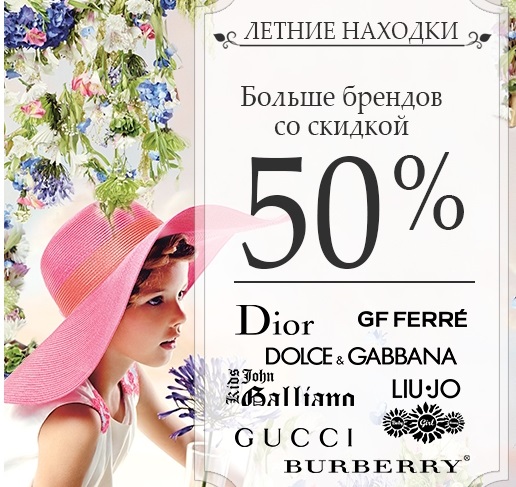 ЛЕТНИЕ НАХОДКИ
Больше брендов
со скидкой
50%
Dior
GF FERRÉ
DOLCE & GABBANA
Kids John
Galliano
LIU·JO
Girl
GUCCI
BURBERRY®